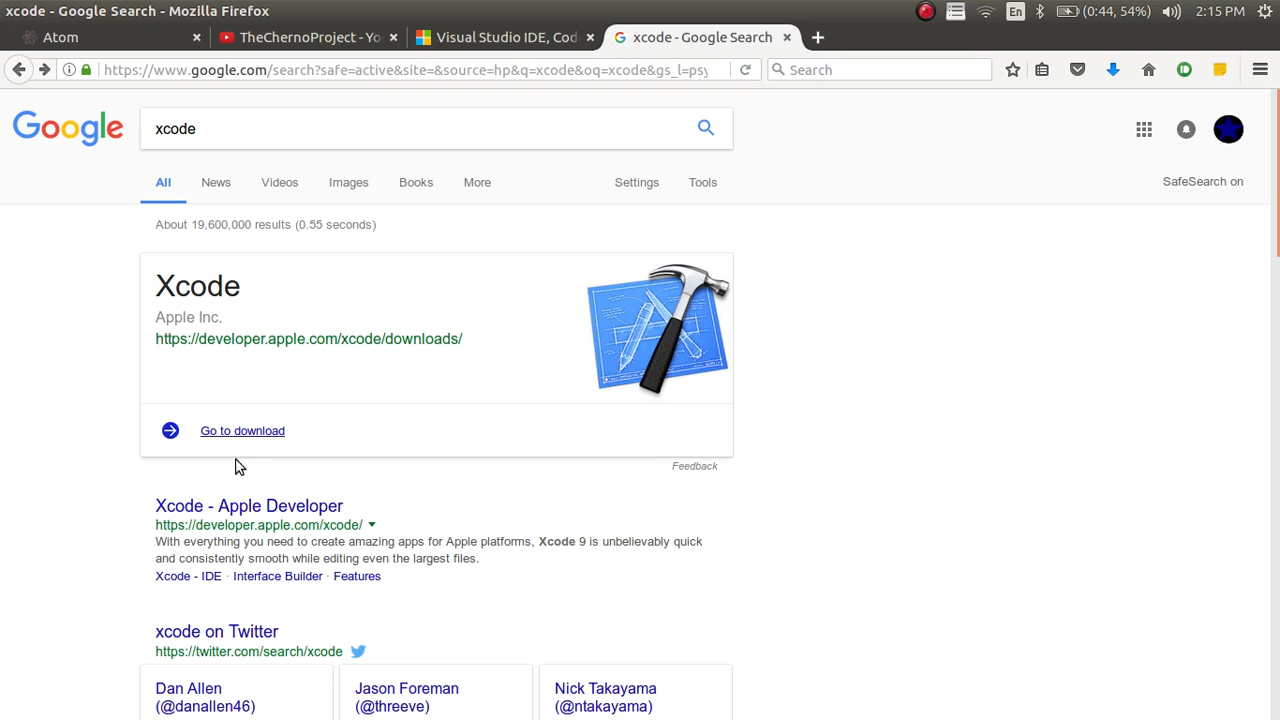 xcode - Google Search - Mozilla Firefox
En
(0:44, 54%)
2:15 PM
Atom
TheChernoProject - Yo
Visual Studio IDE, Cod
xcode - Google Search
https://www.google.com/search?safe=active&site=&source=hp&q=xcode&oq=xcode&gs_l=psy
Search
Google
xcode
All
News
Videos
Images
Books
More
Settings
Tools
SafeSearch on
About 19,600,000 results (0.55 seconds)
Xcode
Apple Inc.
https://developer.apple.com/xcode/downloads/
Go to download
Feedback
Xcode - Apple Developer
https://developer.apple.com/xcode/
With everything you need to create amazing apps for Apple platforms, Xcode 9 is unbelievably quick
and consistently smooth while editing even the largest files.
Xcode - IDE · Interface Builder · Features
xcode on Twitter
https://twitter.com/search/xcode
Dan Allen
(@danallen46)
Jason Foreman
(@threeve)
Nick Takayama
(@ntakayama)